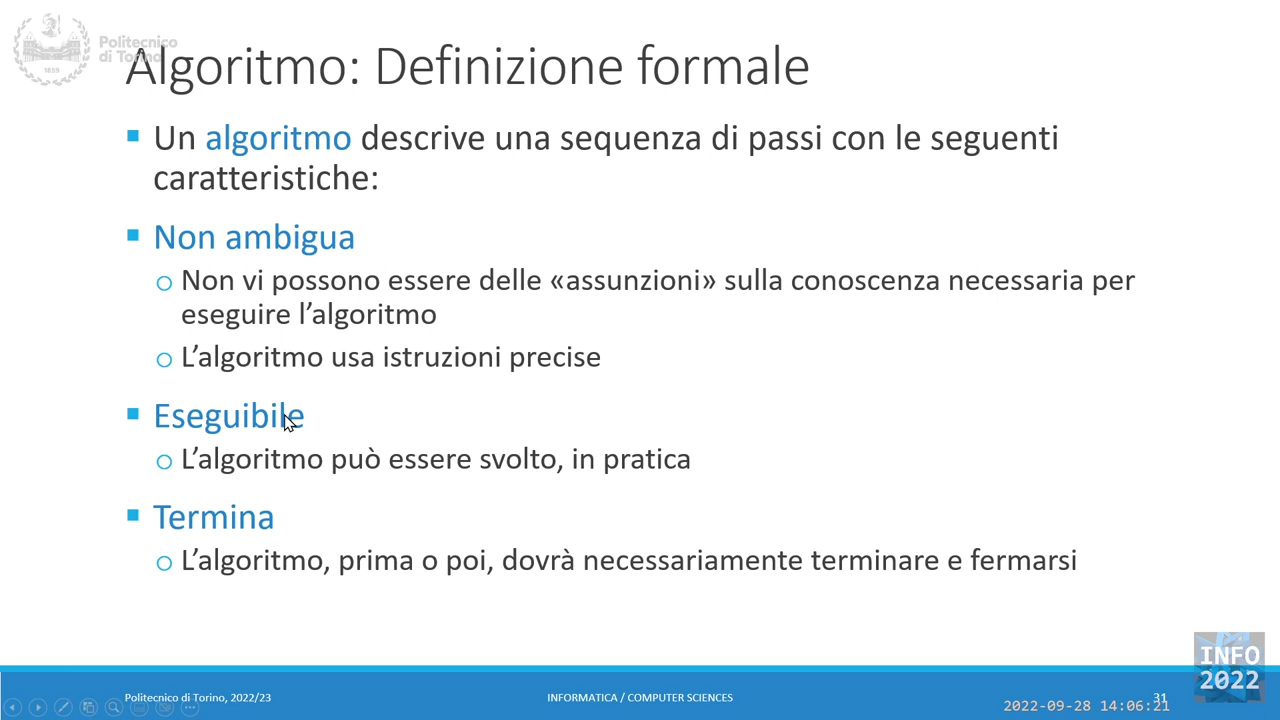 Politecnico
di Torino
1859
Algoritmo: Definizione formale
Un algoritmo descrive una sequenza di passi con le seguenti
caratteristiche:
Non ambigua
Non vi possono essere delle «assunzioni» sulla conoscenza necessaria per
eseguire l’algoritmo
L’algoritmo usa istruzioni precise
Eseguibile
L’algoritmo può essere svolto, in pratica
Termina
L’algoritmo, prima o poi, dovrà necessariamente terminare e fermarsi
INFO
2022
Politecnico di Torino, 2022/23
INFORMATICA / COMPUTER SCIENCES
31
2022-09-28 14:06:21